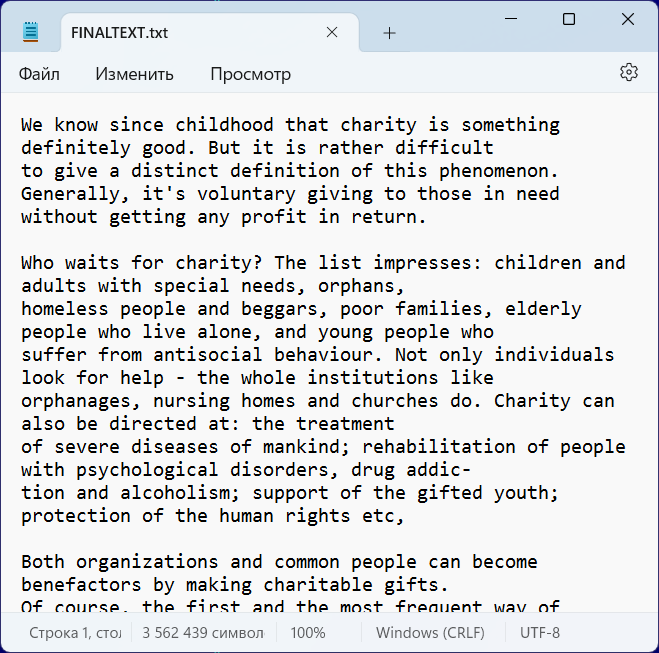 FINALTEXT.txt
Файл Изменить Просмотр
We know since childhood that charity is something
definitely good. But it is rather difficult
to give a distinct definition of this phenomenon.
Generally, it's voluntary giving to those in need
without getting any profit in return.
Who waits for charity? The list impresses: children and
adults with special needs, orphans,
homeless people and beggars, poor families, elderly
people who live alone, and young people who
suffer from antisocial behaviour. Not only individuals
look for help - the whole institutions like
orphanages, nursing homes and churches do. Charity can
also be directed at: the treatment
of severe diseases of mankind; rehabilitation of people
with psychological disorders, drug addic-
tion and alcoholism; support of the gifted youth;
protection of the human rights etc,
Both organizations and common people can become
benefactors by making charitable gifts.
Of course, the first and the most frequent way of
Строка 1, стол 3 562 439 символ 100% Windows (CRLF) UTF-8